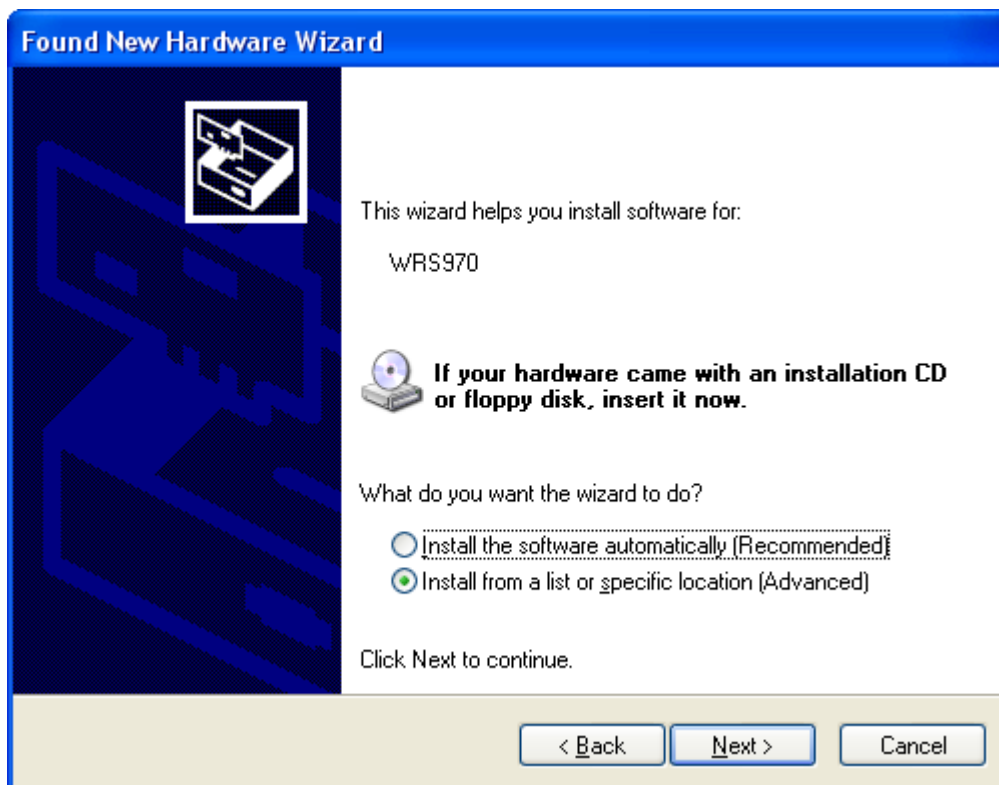 Found New Hardware Wizard
This wizard helps you install software for:
WRS970
If your hardware came with an installation CD
or floppy disk, insert it now.
What do you want the wizard to do?
Install the software automatically (Recommended)
Install from a list or specific location (Advanced)
Click Next to continue.
< Back
Next >
Cancel